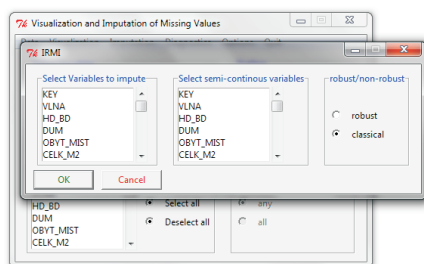 Visualization and Imputation of Missing Values
IRMI
Select Variables to impute
KEY
VLNA
HD_BD
DUM
OBYT_MIST
CELK_M2
Select semi-continous variables
KEY
VLNA
HD_BD
DUM
OBYT_MIST
CELK_M2
robust/non-robust
robust
classical
OK
Cancel
HD_BD
DUM
OBYT_MIST
CELK_M2
Select all
Deselect all
any
all